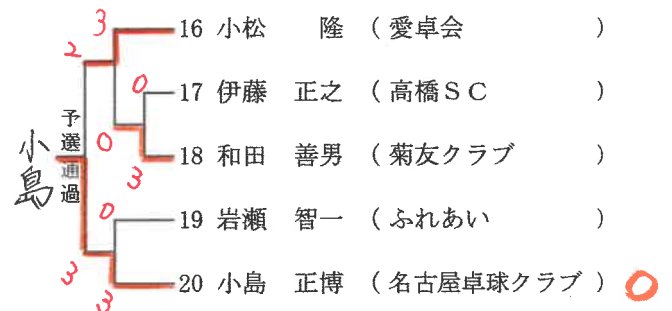 3
16 小松 隆 (愛卓会)
2
0
17 伊藤 正之 (高橋SC)
予選通過
小島
0
18 和田 善男 (菊友クラブ)
3
0
19 岩瀬 智一 (ふれあい)
3
20 小島 正博 (名古屋卓球クラブ)
3